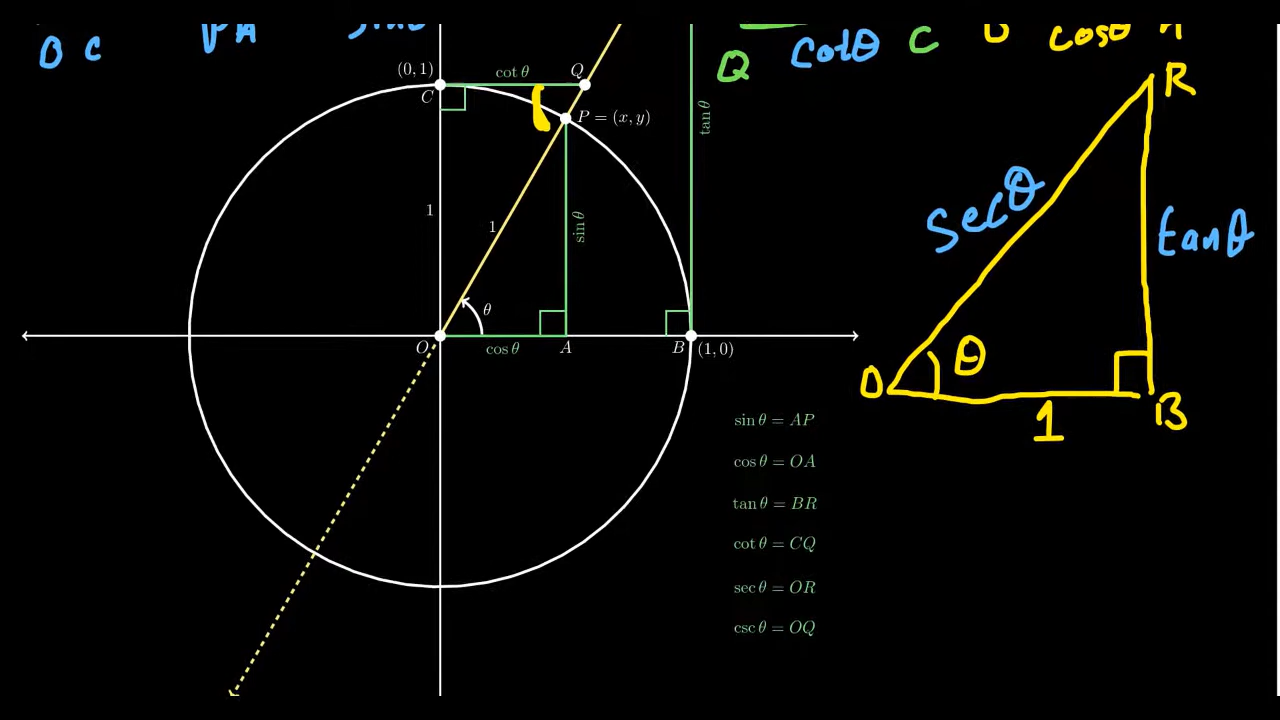 O C
PA
Q cotθ C
cosθ
(0, 1) cot θ Q R
C
P = (x, y) tan θ
1
1 sin θ secθ tanθ
θ
O cos θ A B (1, 0)
O θ B
1
sin θ = AP
cos θ = OA
tan θ = BR
cot θ = CQ
sec θ = OR
csc θ = OQ